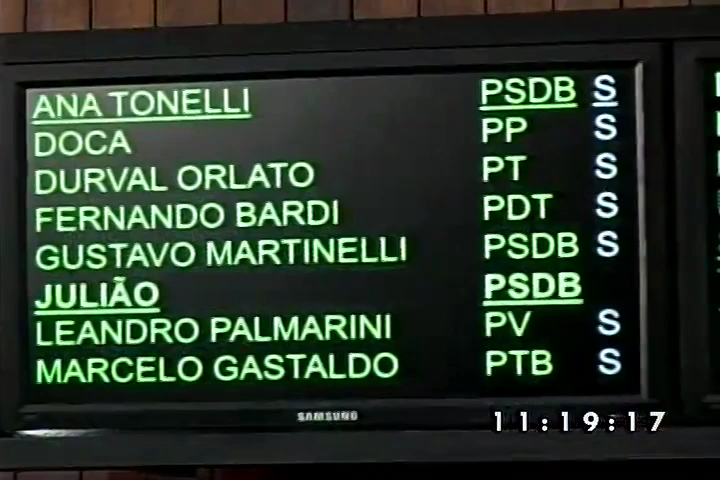 ANA TONELLI PSDB S
DOCA PP S
DURVAL ORLATO PT S
FERNANDO BARDI PDT S
GUSTAVO MARTINELLI PSDB S
JULIÃO PSDB
LEANDRO PALMARINI PV S
MARCELO GASTALDO PTB S
SAMSUNG
11:19:17